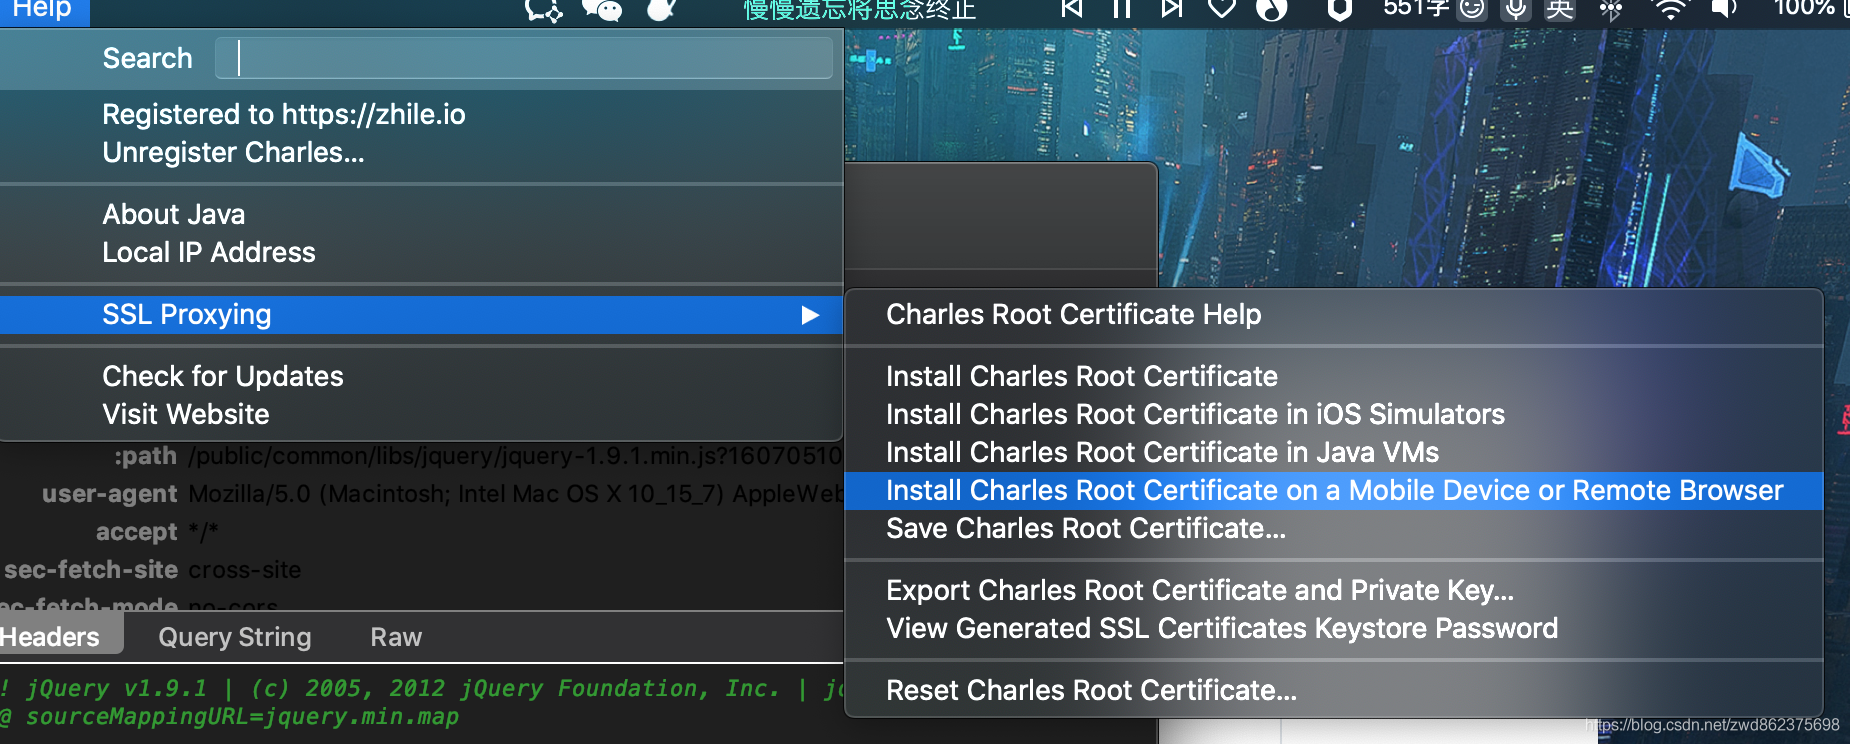 Help
慢慢遗忘将思念终止
551字
英
100%
Search
Registered to https://zhile.io
Unregister Charles...
About Java
Local IP Address
SSL Proxying
Check for Updates
Visit Website
Charles Root Certificate Help
Install Charles Root Certificate
Install Charles Root Certificate in iOS Simulators
Install Charles Root Certificate in Java VMs
Install Charles Root Certificate on a Mobile Device or Remote Browser
Save Charles Root Certificate...
Export Charles Root Certificate and Private Key...
View Generated SSL Certificates Keystore Password
Reset Charles Root Certificate...
:path /public/common/libs/jquery/jquery-1.9.1.min.js?16070510
user-agent Mozilla/5.0 (Macintosh; Intel Mac OS X 10_15_7) AppleWeb
accept */*
sec-fetch-site cross-site
ec-fetch-mode no-cors
Headers Query String Raw
! jQuery v1.9.1 | (c) 2005, 2012 jQuery Foundation, Inc. | jq
@ sourceMappingURL=jquery.min.map
https://blog.csdn.net/zwd862375698